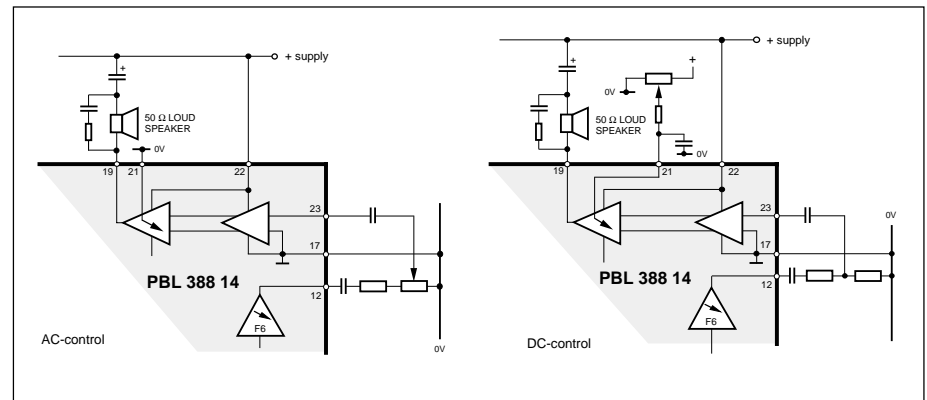 + supply
+
50 Ω LOUD
SPEAKER
0V
19
21
22
23
17
PBL 388 14
12
F6
AC-control
0V
+ supply
+
+
0V
50 Ω LOUD
SPEAKER
0V
19
21
22
23
0V
17
PBL 388 14
12
F6
DC-control